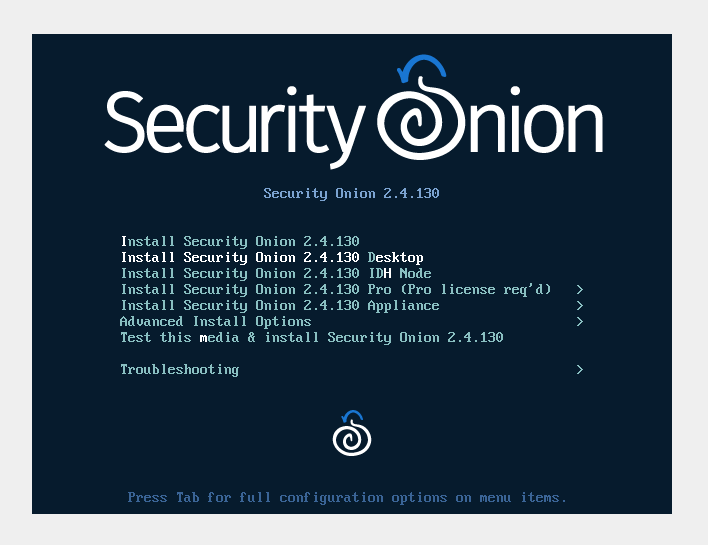 Security Onion
Security Onion 2.4.130
Install Security Onion 2.4.130
Install Security Onion 2.4.130 Desktop
Install Security Onion 2.4.130 IDH Node
Install Security Onion 2.4.130 Pro (Pro license req'd) >
Install Security Onion 2.4.130 Appliance >
Advanced Install Options >
Test this media & install Security Onion 2.4.130
Troubleshooting >
Press Tab for full configuration options on menu items.